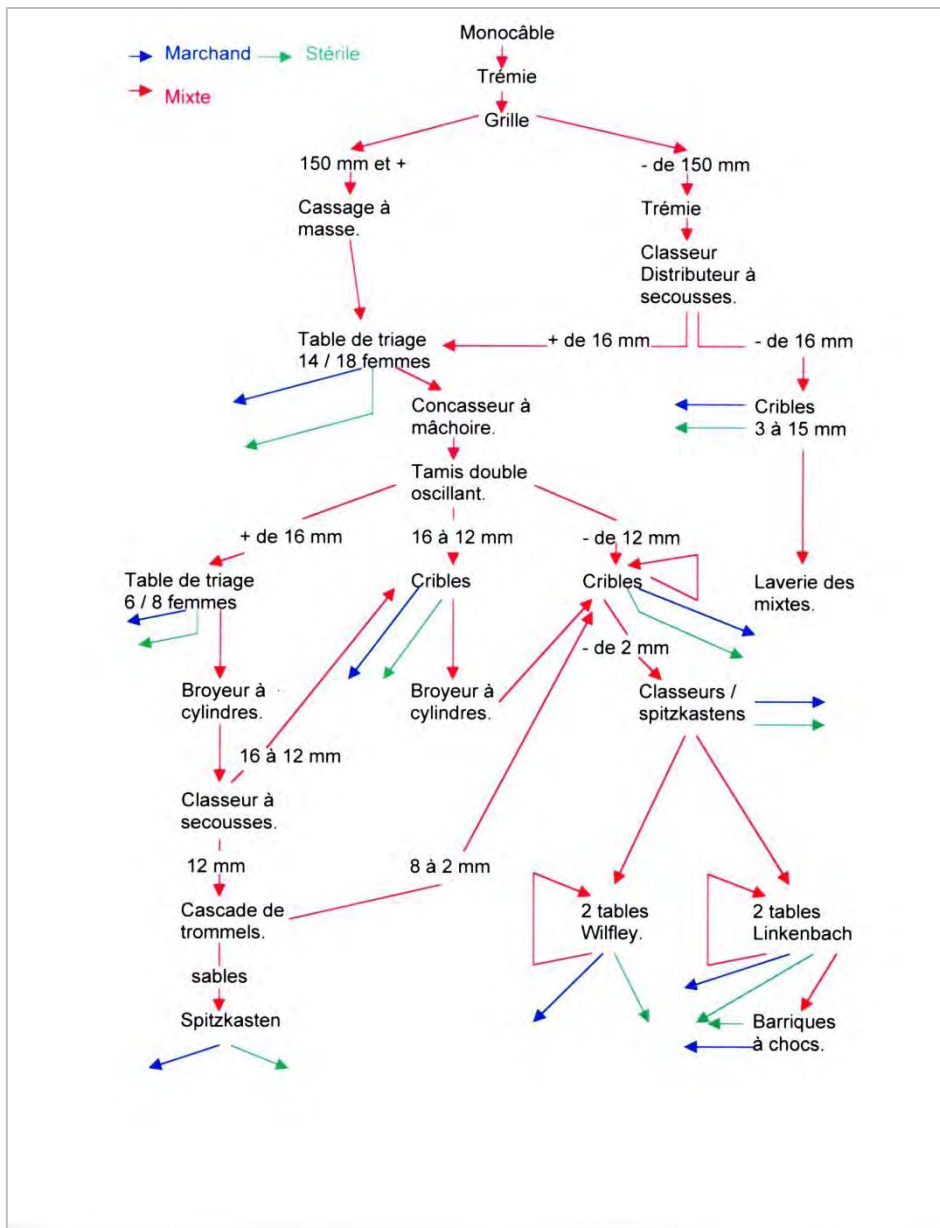 Monocâble
Marchand
Stérile
Trémie
Mixte
Grille
150 mm et +
- de 150 mm
Cassage à
masse.
Trémie
Classeur
Distributeur à
secousses.
Table de triage
14 / 18 femmes
+ de 16 mm
- de 16 mm
Concasseur à
mâchoire.
Cribles
3 à 15 mm
Tamis double
oscillant.
+ de 16 mm
16 à 12 mm
- de 12 mm
Table de triage
6 / 8 femmes
Cribles
Cribles
Laverie des
mixtes.
- de 2 mm
Broyeur à
cylindres.
Broyeur à
cylindres.
Classeurs /
spitzkastens
16 à 12 mm
Classeur à
secousses.
12 mm
8 à 2 mm
Cascade de
trommels.
2 tables
Wilfley.
2 tables
Linkenbach
sables
Spitzkasten
Barriques
à chocs.